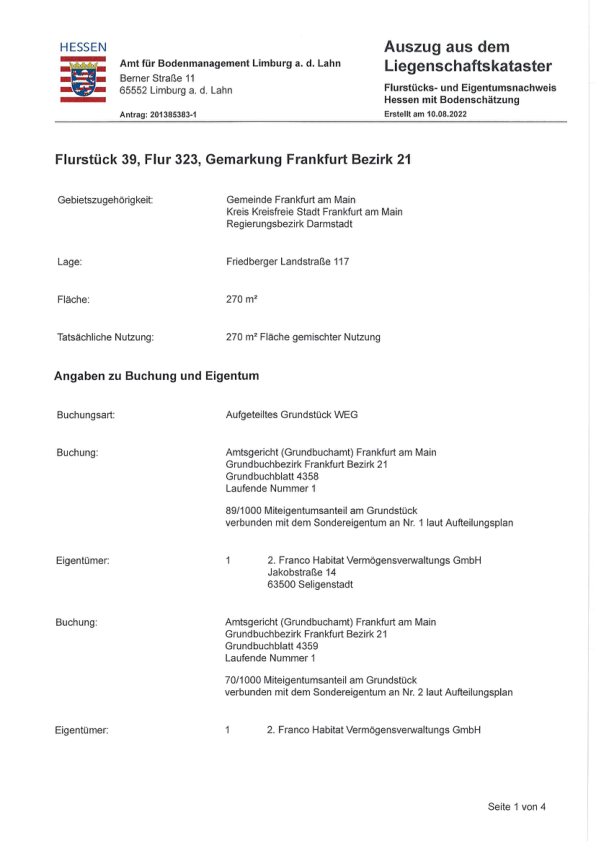 HESSEN
Amt für Bodenmanagement Limburg a. d. Lahn
Berner Straße 11
65552 Limburg a. d. Lahn
Antrag: 201385383-1
Auszug aus dem
Liegenschaftskataster
Flurstücks- und Eigentumsnachweis
Hessen mit Bodenschätzung
Erstellt am 10.08.2022
Flurstück 39, Flur 323, Gemarkung Frankfurt Bezirk 21
Gebietszugehörigkeit: Gemeinde Frankfurt am Main
Kreis Kreisfreie Stadt Frankfurt am Main
Regierungsbezirk Darmstadt
Lage: Friedberger Landstraße 117
Fläche: 270 m²
Tatsächliche Nutzung: 270 m² Fläche gemischter Nutzung
Angaben zu Buchung und Eigentum
Buchungsart: Aufgeteiltes Grundstück WEG
Buchung: Amtsgericht (Grundbuchamt) Frankfurt am Main
Grundbuchbezirk Frankfurt Bezirk 21
Grundbuchblatt 4358
Laufende Nummer 1
89/1000 Miteigentumsanteil am Grundstück
verbunden mit dem Sondereigentum an Nr. 1 laut Aufteilungsplan
Eigentümer: 1 2. Franco Habitat Vermögensverwaltungs GmbH
Jakobstraße 14
63500 Seligenstadt
Buchung: Amtsgericht (Grundbuchamt) Frankfurt am Main
Grundbuchbezirk Frankfurt Bezirk 21
Grundbuchblatt 4359
Laufende Nummer 1
70/1000 Miteigentumsanteil am Grundstück
verbunden mit dem Sondereigentum an Nr. 2 laut Aufteilungsplan
Eigentümer: 1 2. Franco Habitat Vermögensverwaltungs GmbH
Seite 1 von 4